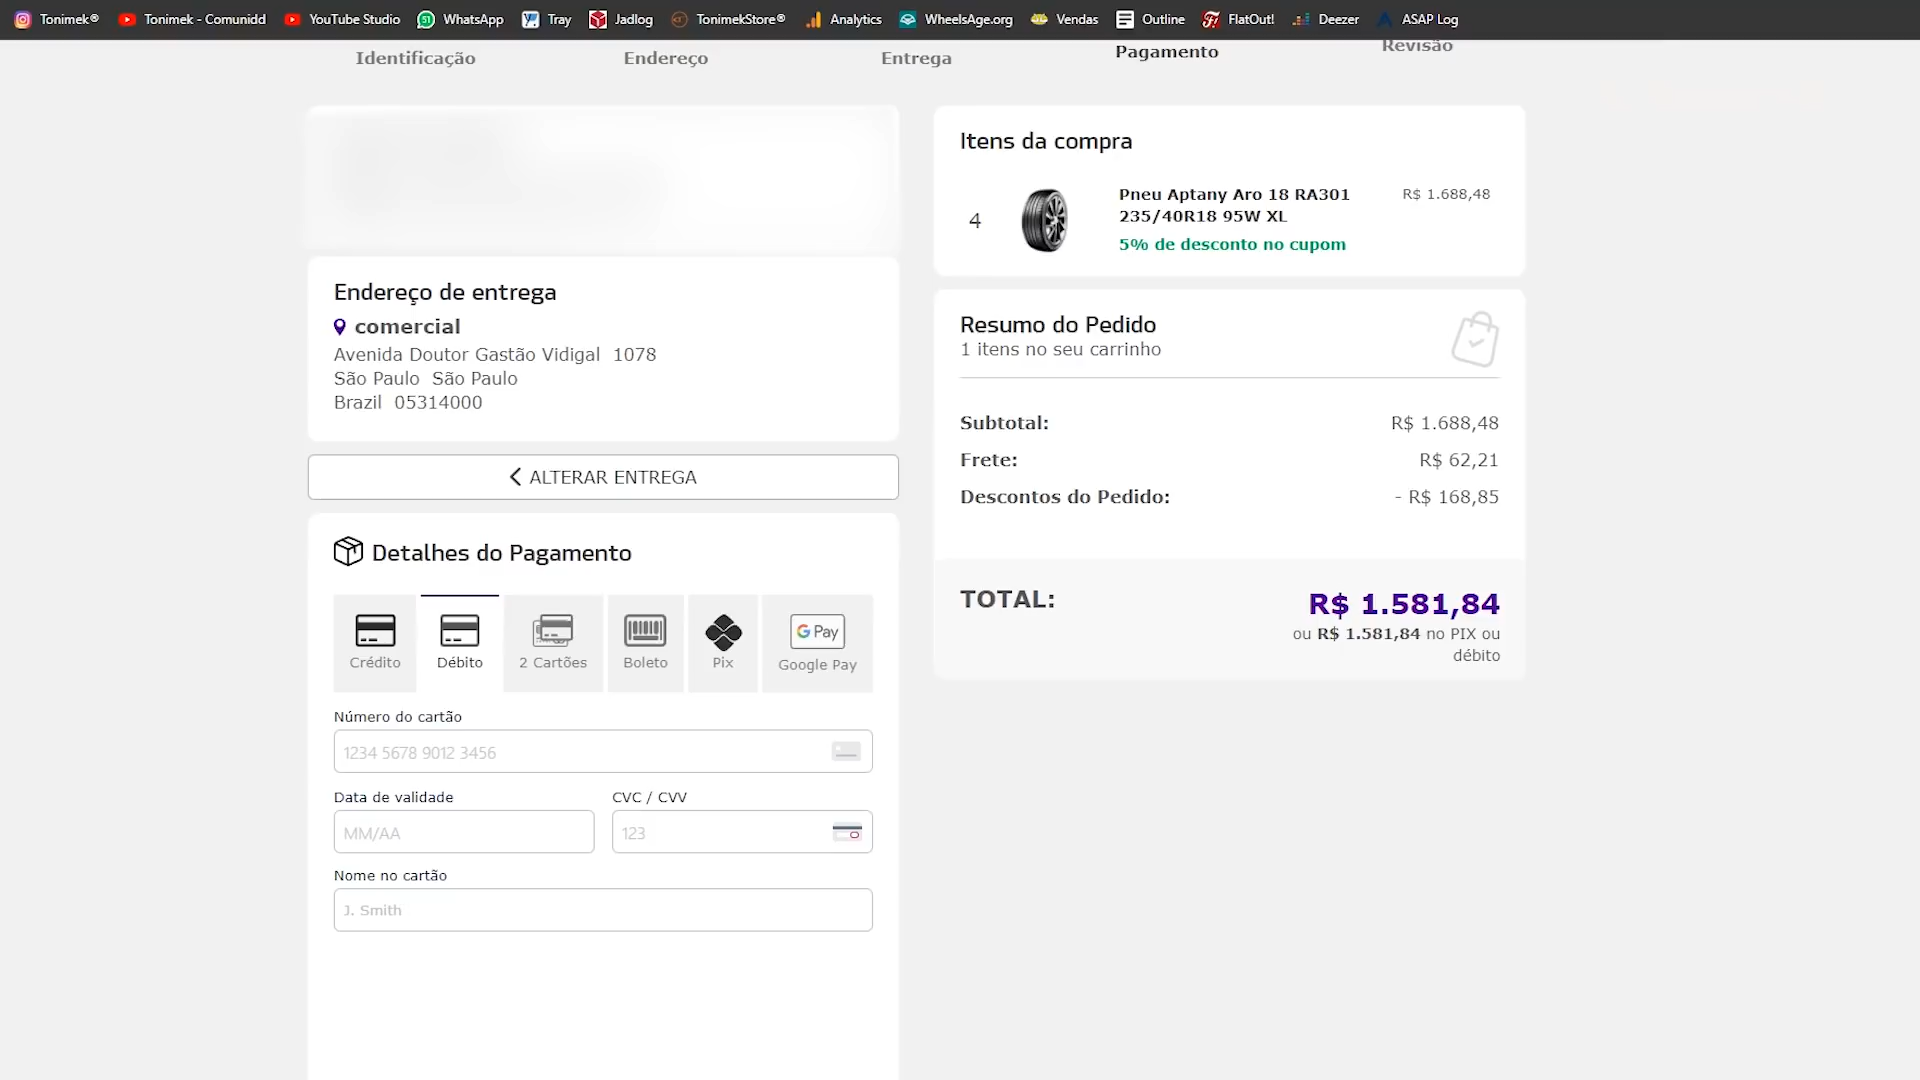 Tonimek® Tonimek - Comunidd YouTube Studio WhatsApp Tray Jadlog TonimekStore® Analytics WheelsAge.org Vendas Outline FlatOut! Deezer ASAP Log
Identificação Endereço Entrega Pagamento Revisão
Endereço de entrega
comercial
Avenida Doutor Gastão Vidigal 1078
São Paulo São Paulo
Brazil 05314000
ALTERAR ENTREGA
Detalhes do Pagamento
Crédito Débito 2 Cartões Boleto Pix G Pay Google Pay
Número do cartão
1234 5678 9012 3456
Data de validade CVC / CVV
MM/AA 123
Nome no cartão
J. Smith
Itens da compra
4 Pneu Aptany Aro 18 RA301 R$ 1.688,48
235/40R18 95W XL
5% de desconto no cupom
Resumo do Pedido
1 itens no seu carrinho
Subtotal: R$ 1.688,48
Frete: R$ 62,21
Descontos do Pedido: - R$ 168,85
TOTAL: R$ 1.581,84
ou R$ 1.581,84 no PIX ou
débito